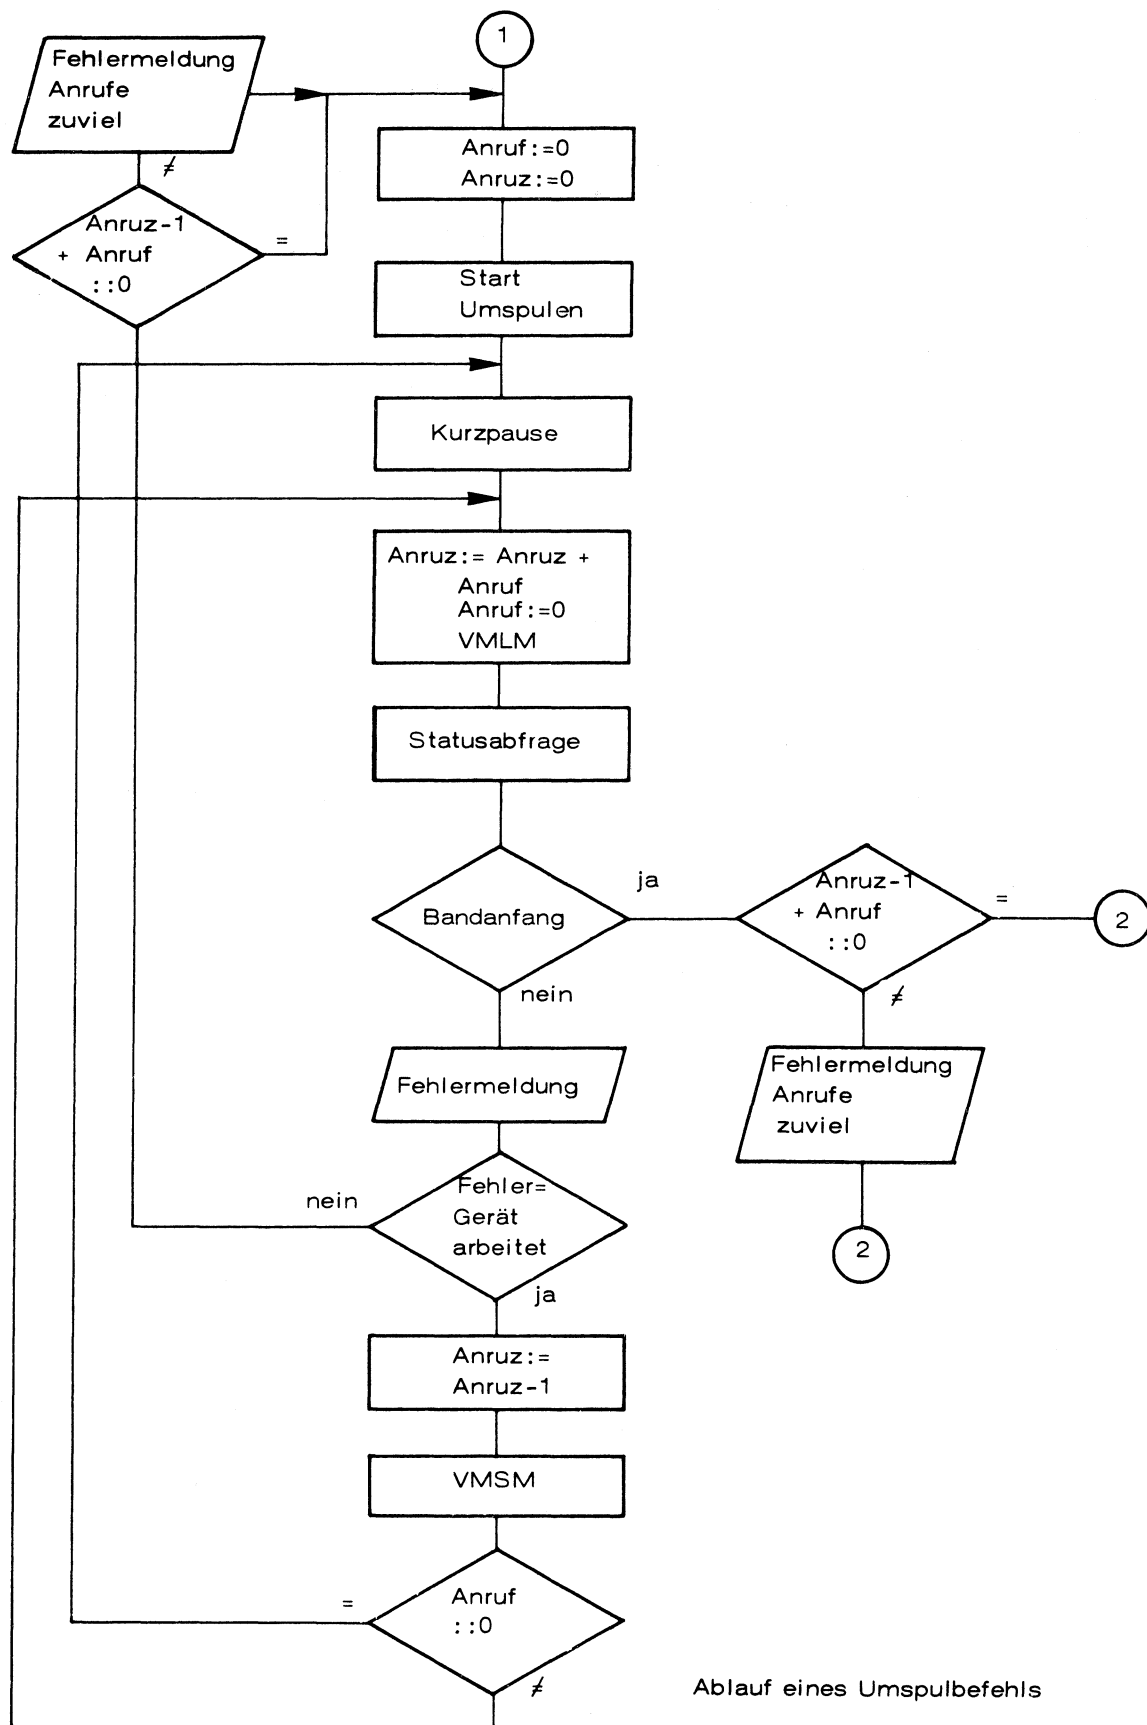 1
Fehlermeldung
Anrufe
zuviel
≠
Anruz-1
+ Anruf
::0
=
Anruf:=0
Anruz:=0
Start
Umspulen
Kurzpause
Anruz:= Anruz +
Anruf
Anruf:=0
VMLM
Statusabfrage
Bandanfang
ja
Anruz-1
+ Anruf
::0
=
2
nein
≠
Fehlermeldung
Fehlermeldung
Anrufe
zuviel
2
nein
Fehler=
Gerät
arbeitet
ja
Anruz:=
Anruz-1
VMSM
=
Anruf
::0
≠
Ablauf eines Umspulbefehls